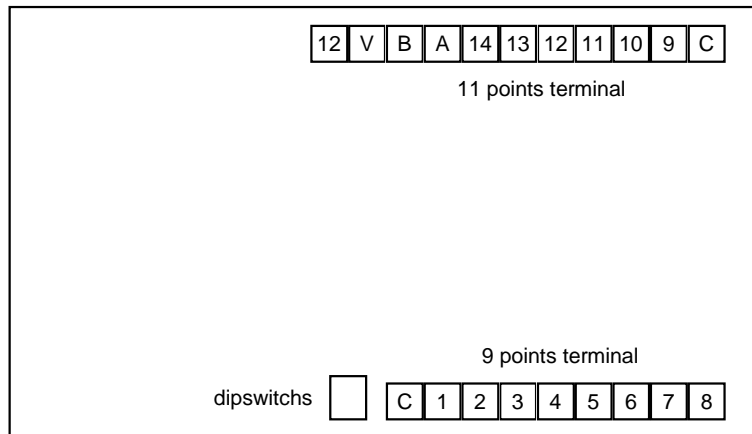 12 V B A 14 13 12 11 10 9 C
11 points terminal
9 points terminal
dipswitchs
C 1 2 3 4 5 6 7 8